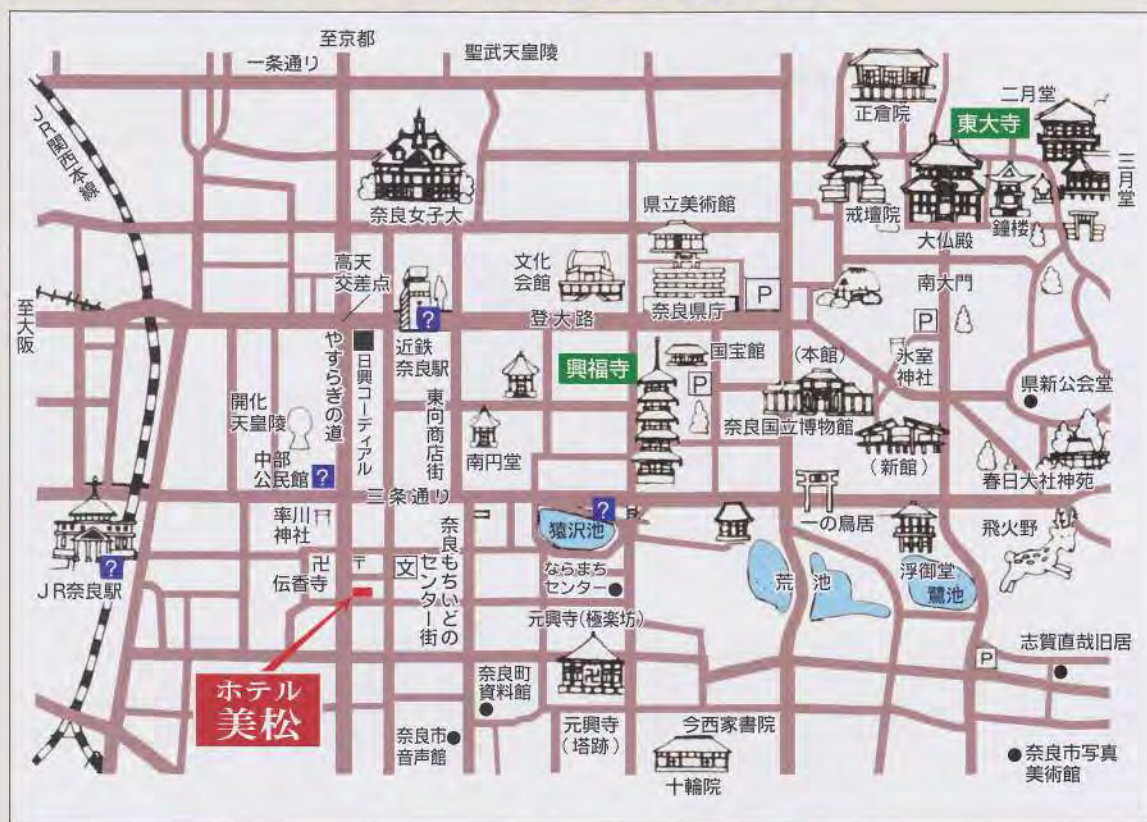 至京都
一条通り
聖武天皇陵
正倉院
二月堂
東大寺
三月堂
JR関西本線
奈良女子大
県立美術館
戒壇院
大仏殿
鐘楼
高天
交差点
文化
会館
奈良県庁
P
南大門
至大阪
?
登大路
P
やすらぎの道
日興コーディアル
近鉄
奈良駅
東向商店街
興福寺
国宝館
P
(本館)
氷室
神社
県新公会堂
開化
天皇陵
南円堂
奈良国立博物館
(新館)
春日大社神苑
中部
公民館
?
三条通り
率川
神社
奈良もちいどの
センター街
猿沢池
?
一の鳥居
飛火野
JR奈良駅
?
卍
伝香寺
〒
文
ならまち
センター
荒池
浮御堂
鷺池
元興寺(極楽坊)
卍
P
志賀直哉旧居
ホテル
美松
奈良町
資料館
元興寺
(塔跡)
今西家書院
奈良市
音声館
十輪院
奈良市写真
美術館